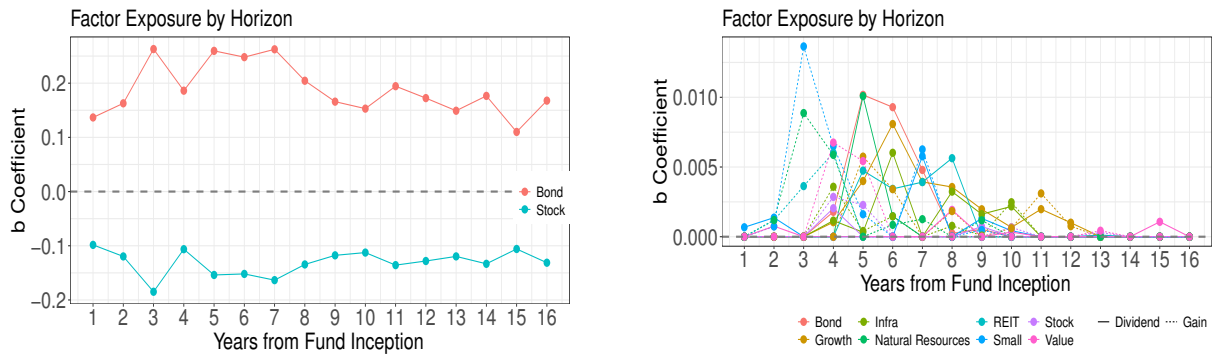 Factor Exposure by Horizon
b Coefficient
0.2
0.1
0.0
−0.1
−0.2
Bond
Stock
1 2 3 4 5 6 7 8 9 10 11 12 13 14 15 16
Years from Fund Inception
Factor Exposure by Horizon
b Coefficient
0.010
0.005
0.000
1 2 3 4 5 6 7 8 9 10 11 12 13 14 15 16
Years from Fund Inception
Bond Infra REIT Stock Dividend Gain
Growth Natural Resources Small Value